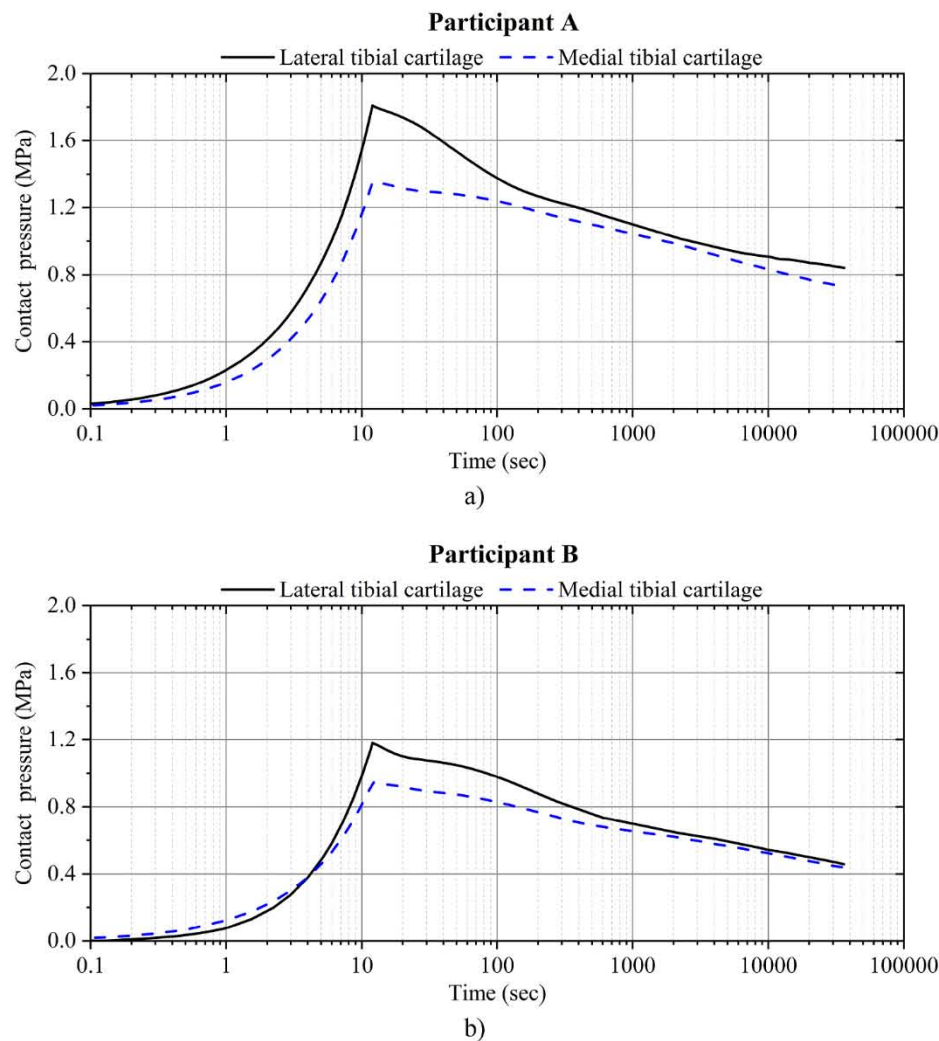 Participant A
Lateral tibial cartilage Medial tibial cartilage
2.0
1.6
1.2
0.8
0.4
0.0
Contact pressure (MPa)
0.1 1 10 100 1000 10000 100000
Time (sec)
a)
Participant B
Lateral tibial cartilage Medial tibial cartilage
2.0
1.6
1.2
0.8
0.4
0.0
Contact pressure (MPa)
0.1 1 10 100 1000 10000 100000
Time (sec)
b)